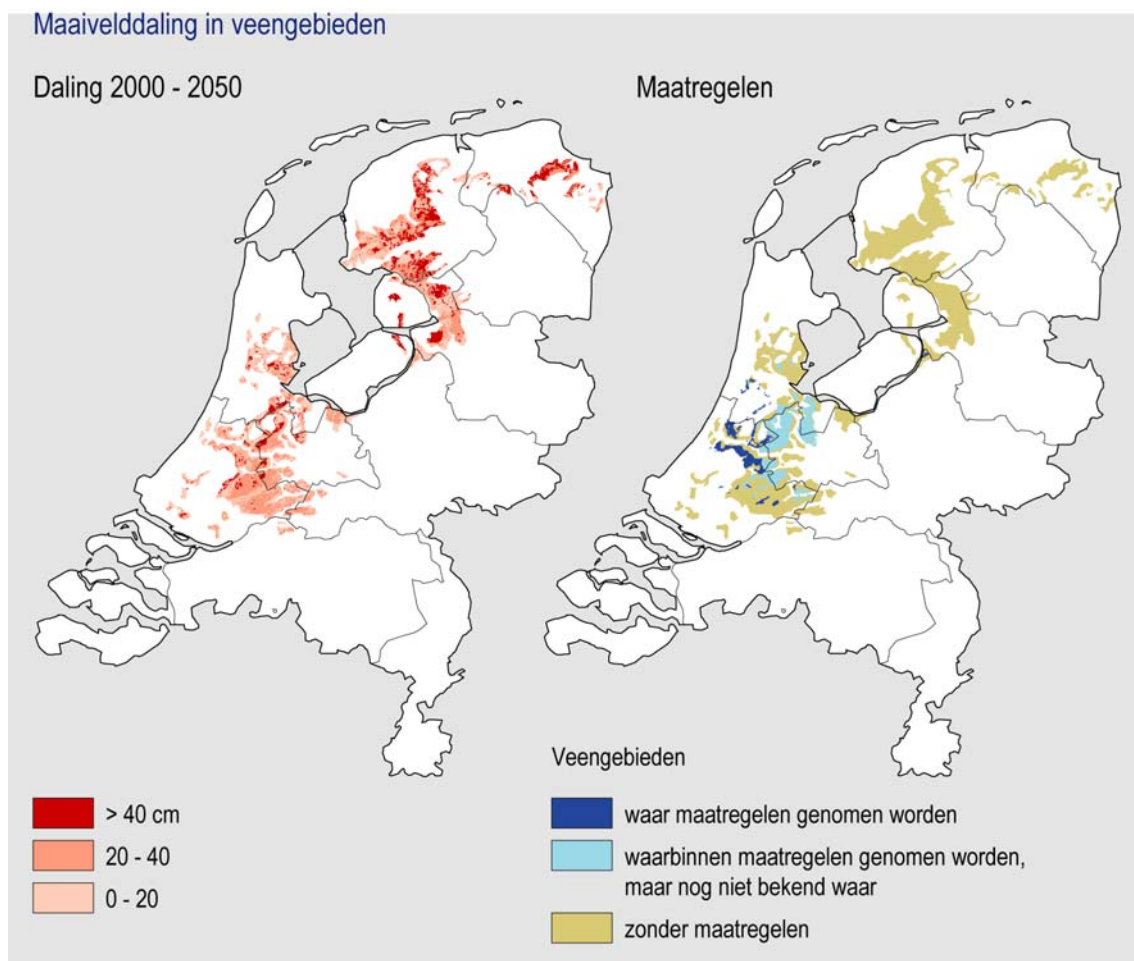 Maaivelddaling in veengebieden
Daling 2000 - 2050
Maatregelen
> 40 cm
20 - 40
0 - 20
Veengebieden
waar maatregelen genomen worden
waarbinnen maatregelen genomen worden,
maar nog niet bekend waar
zonder maatregelen